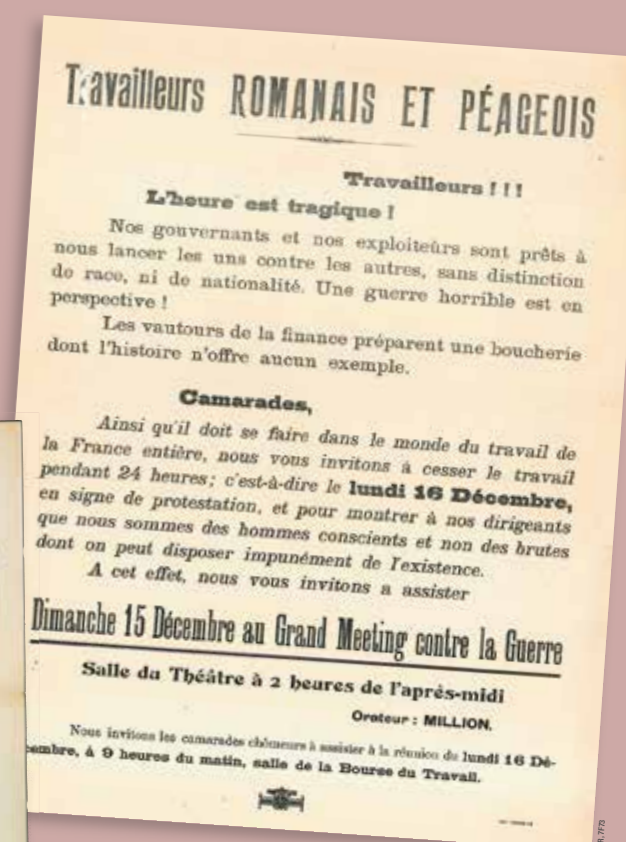 Travailleurs ROMANAIS ET PÉAGEOIS
Travailleurs ! ! !
L'heure est tragique !
Nos gouvernants et nos exploiteurs sont prêts à
nous lancer les uns contre les autres, sans distinction
de race, ni de nationalité. Une guerre horrible est en
perspective !
Les vautours de la finance préparent une boucherie
dont l'histoire n'offre aucun exemple.
Camarades,
Ainsi qu'il doit se faire dans le monde du travail de
la France entière, nous vous invitons à cesser le travail
pendant 24 heures; c'est-à-dire le lundi 16 Décembre,
en signe de protestation, et pour montrer à nos dirigeants
que nous sommes des hommes conscients et non des brutes
dont on peut disposer impunément de l'existence.
A cet effet, nous vous invitons a assister
Dimanche 15 Décembre au Grand Meeting contre la Guerre
Salle du Théâtre à 2 heures de l'après-midi
Orateur : MILLION.
Nous invitons les camarades chômeurs à assister à la réunion du lundi 16 Dé-
cembre, à 9 heures du matin, salle de la Bourse du Travail.